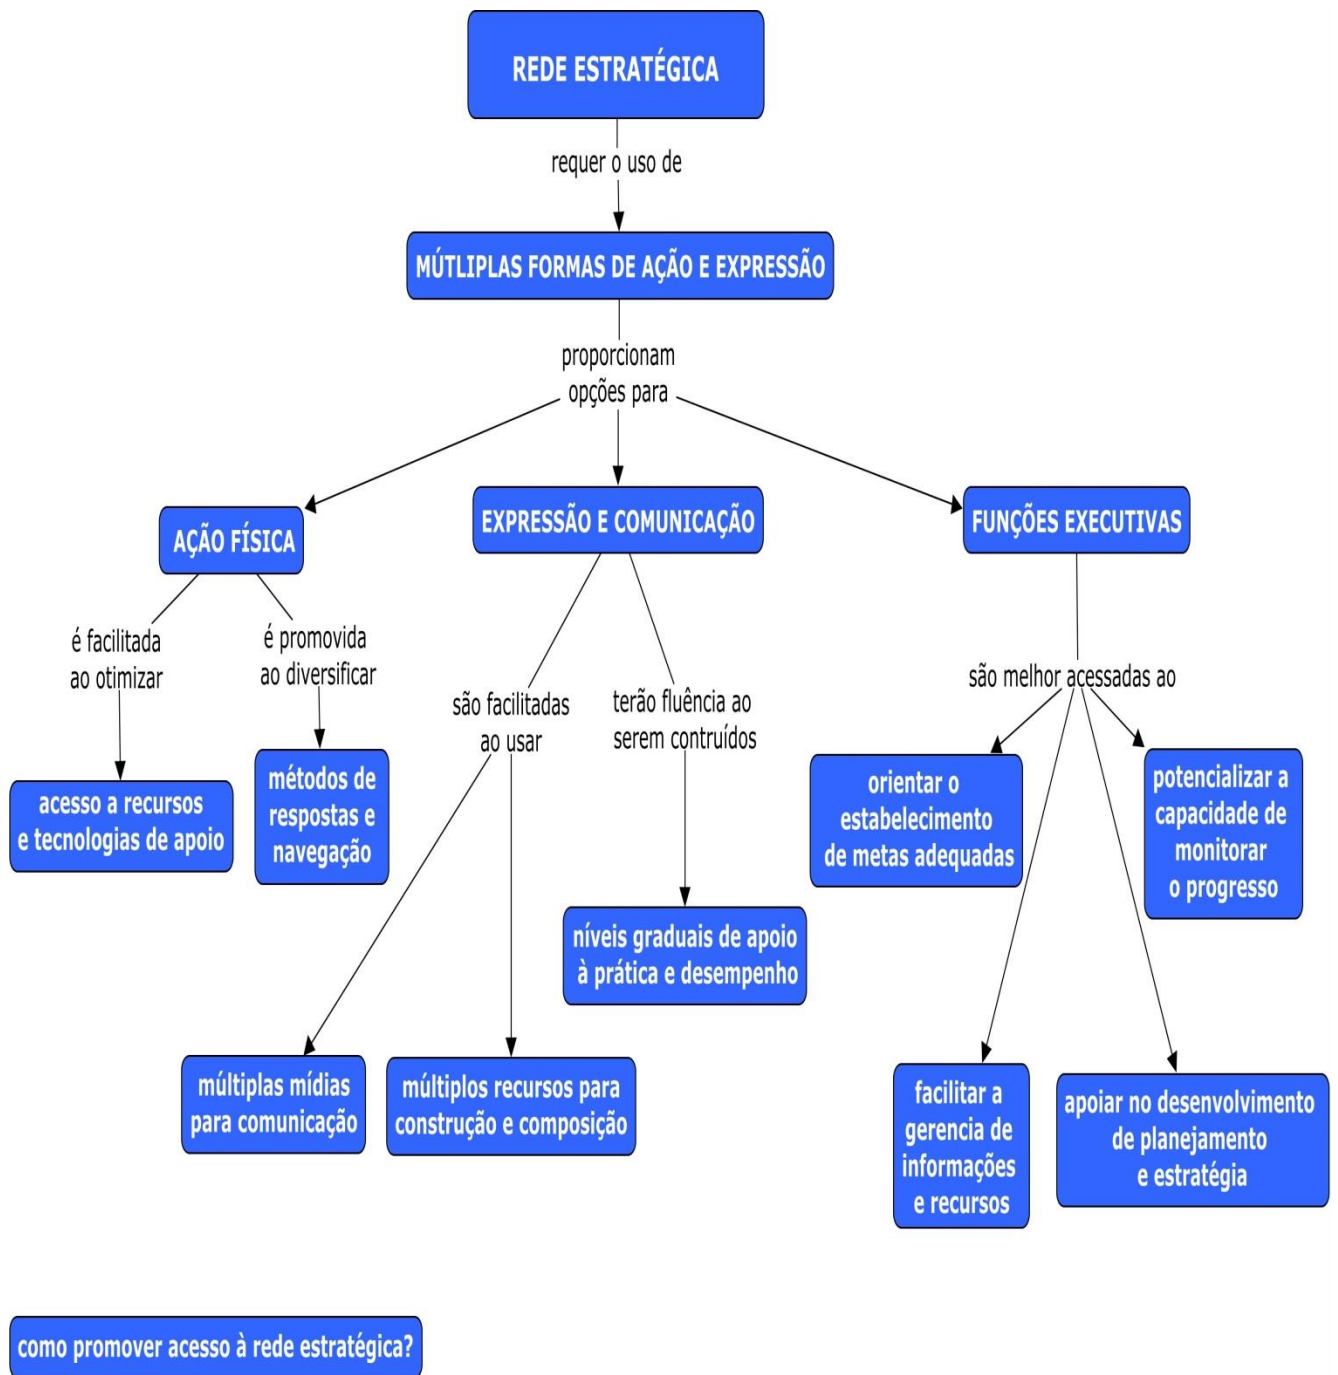 REDE ESTRATÉGICA
requer o uso de
MÚTLIPLAS FORMAS DE AÇÃO E EXPRESSÃO
proporcionam
opções para
AÇÃO FÍSICA
EXPRESSÃO E COMUNICAÇÃO
FUNÇÕES EXECUTIVAS
é facilitada
ao otimizar
é promovida
ao diversificar
acesso a recursos
e tecnologias de apoio
métodos de
respostas e
navegação
são facilitadas
ao usar
terão fluência ao
serem contruídos
múltiplas mídias
para comunicação
múltiplos recursos para
construção e composição
níveis graduais de apoio
à prática e desempenho
são melhor acessadas ao
orientar o
estabelecimento
de metas adequadas
potencializar a
capacidade de
monitorar
o progresso
facilitar a
gerencia de
informações
e recursos
apoiar no desenvolvimento
de planejamento
e estratégia
como promover acesso à rede estratégica?